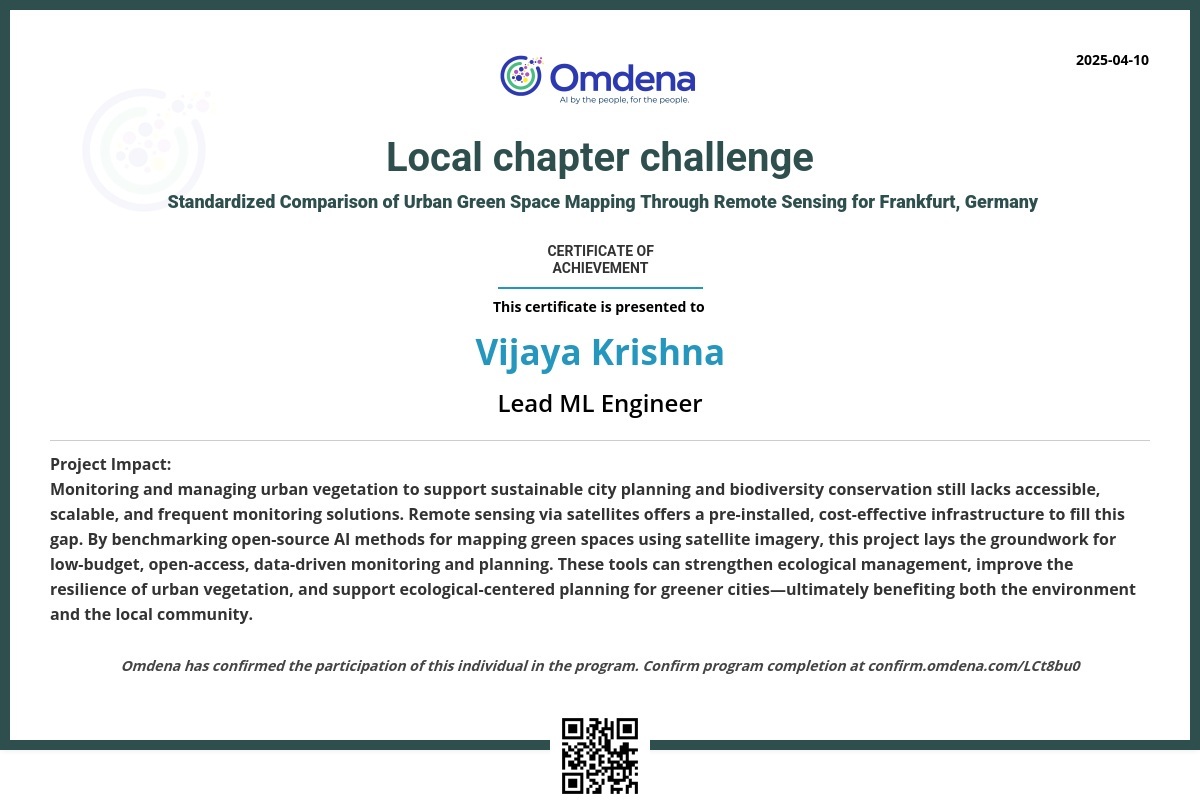 2025-04-10
Omdena
AI by the people, for the people.
Local chapter challenge
Standardized Comparison of Urban Green Space Mapping Through Remote Sensing for Frankfurt, Germany
CERTIFICATE OF
ACHIEVEMENT
This certificate is presented to
Vijaya Krishna
Lead ML Engineer
Project Impact:
Monitoring and managing urban vegetation to support sustainable city planning and biodiversity conservation still lacks accessible,
scalable, and frequent monitoring solutions. Remote sensing via satellites offers a pre-installed, cost-effective infrastructure to fill this
gap. By benchmarking open-source AI methods for mapping green spaces using satellite imagery, this project lays the groundwork for
low-budget, open-access, data-driven monitoring and planning. These tools can strengthen ecological management, improve the
resilience of urban vegetation, and support ecological-centered planning for greener cities—ultimately benefiting both the environment
and the local community.
Omdena has confirmed the participation of this individual in the program. Confirm program completion at confirm.omdena.com/LCt8bu0